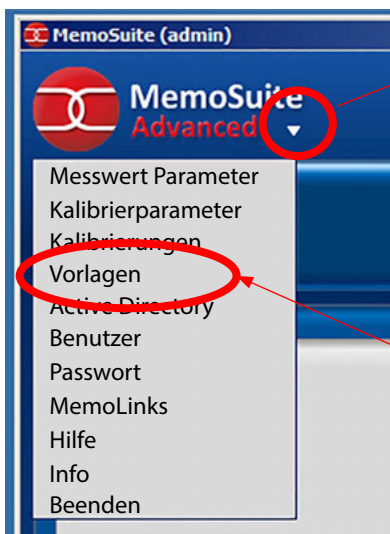 MemoSuite (admin)
MemoSuite
Advanced
Messwert Parameter
Kalibrierparameter
Kalibrierungen
Vorlagen
Active Directory
Benutzer
Passwort
MemoLinks
Hilfe
Info
Beenden